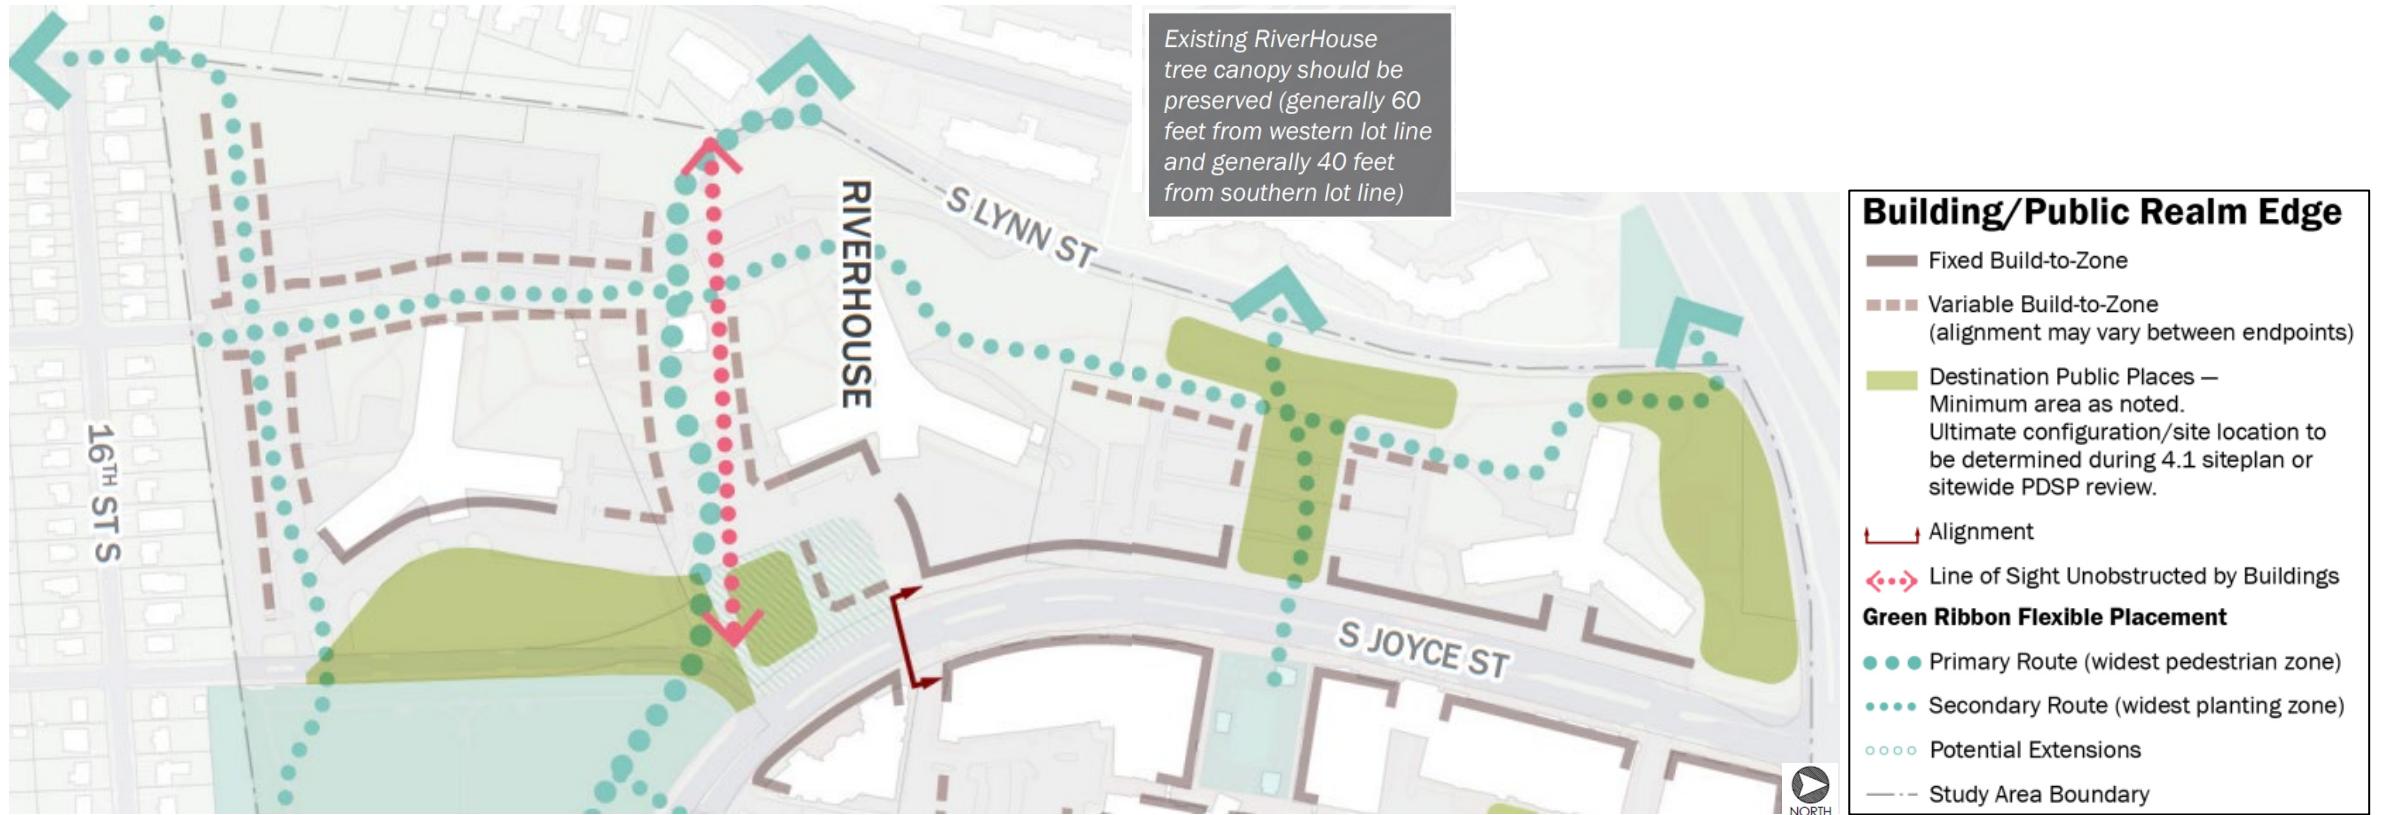 Existing RiverHouse
tree canopy should be
preserved (generally 60
feet from western lot line
and generally 40 feet
from southern lot line)
S LYNN ST
RIVERHOUSE
16TH ST S
S JOYCE ST
NORTH
Building/Public Realm Edge
Fixed Build-to-Zone
Variable Build-to-Zone
(alignment may vary between endpoints)
Destination Public Places —
Minimum area as noted.
Ultimate configuration/site location to
be determined during 4.1 siteplan or
sitewide PDSP review.
Alignment
Line of Sight Unobstructed by Buildings
Green Ribbon Flexible Placement
Primary Route (widest pedestrian zone)
Secondary Route (widest planting zone)
Potential Extensions
Study Area Boundary